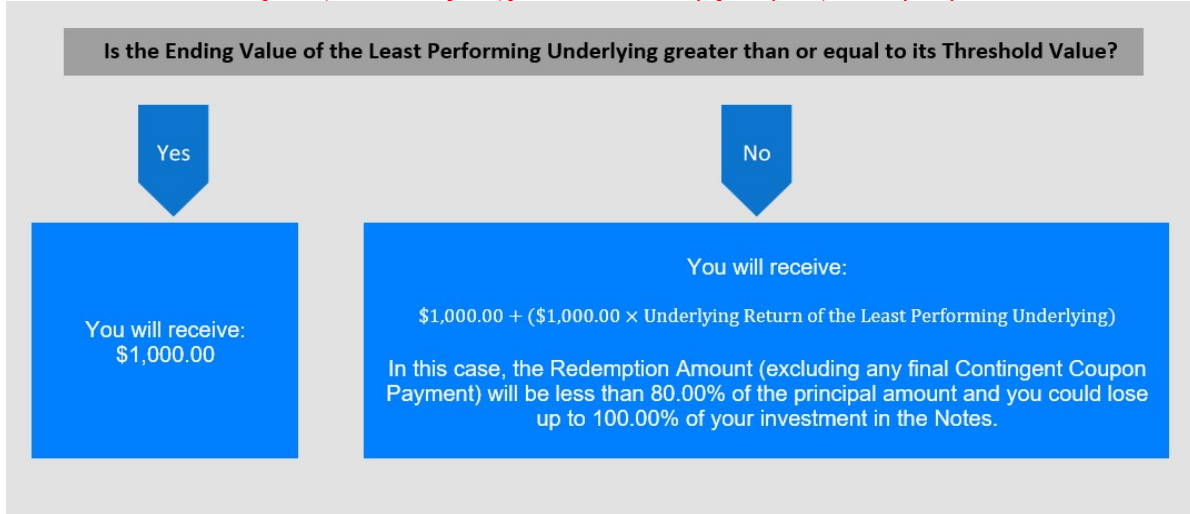 Is the Ending Value of the Least Performing Underlying greater than or equal to its Threshold Value?
Yes
No
You will receive:
$1,000.00
You will receive:
$1,000.00 + ($1,000.00 × Underlying Return of the Least Performing Underlying)
In this case, the Redemption Amount (excluding any final Contingent Coupon
Payment) will be less than 80.00% of the principal amount and you could lose
up to 100.00% of your investment in the Notes.